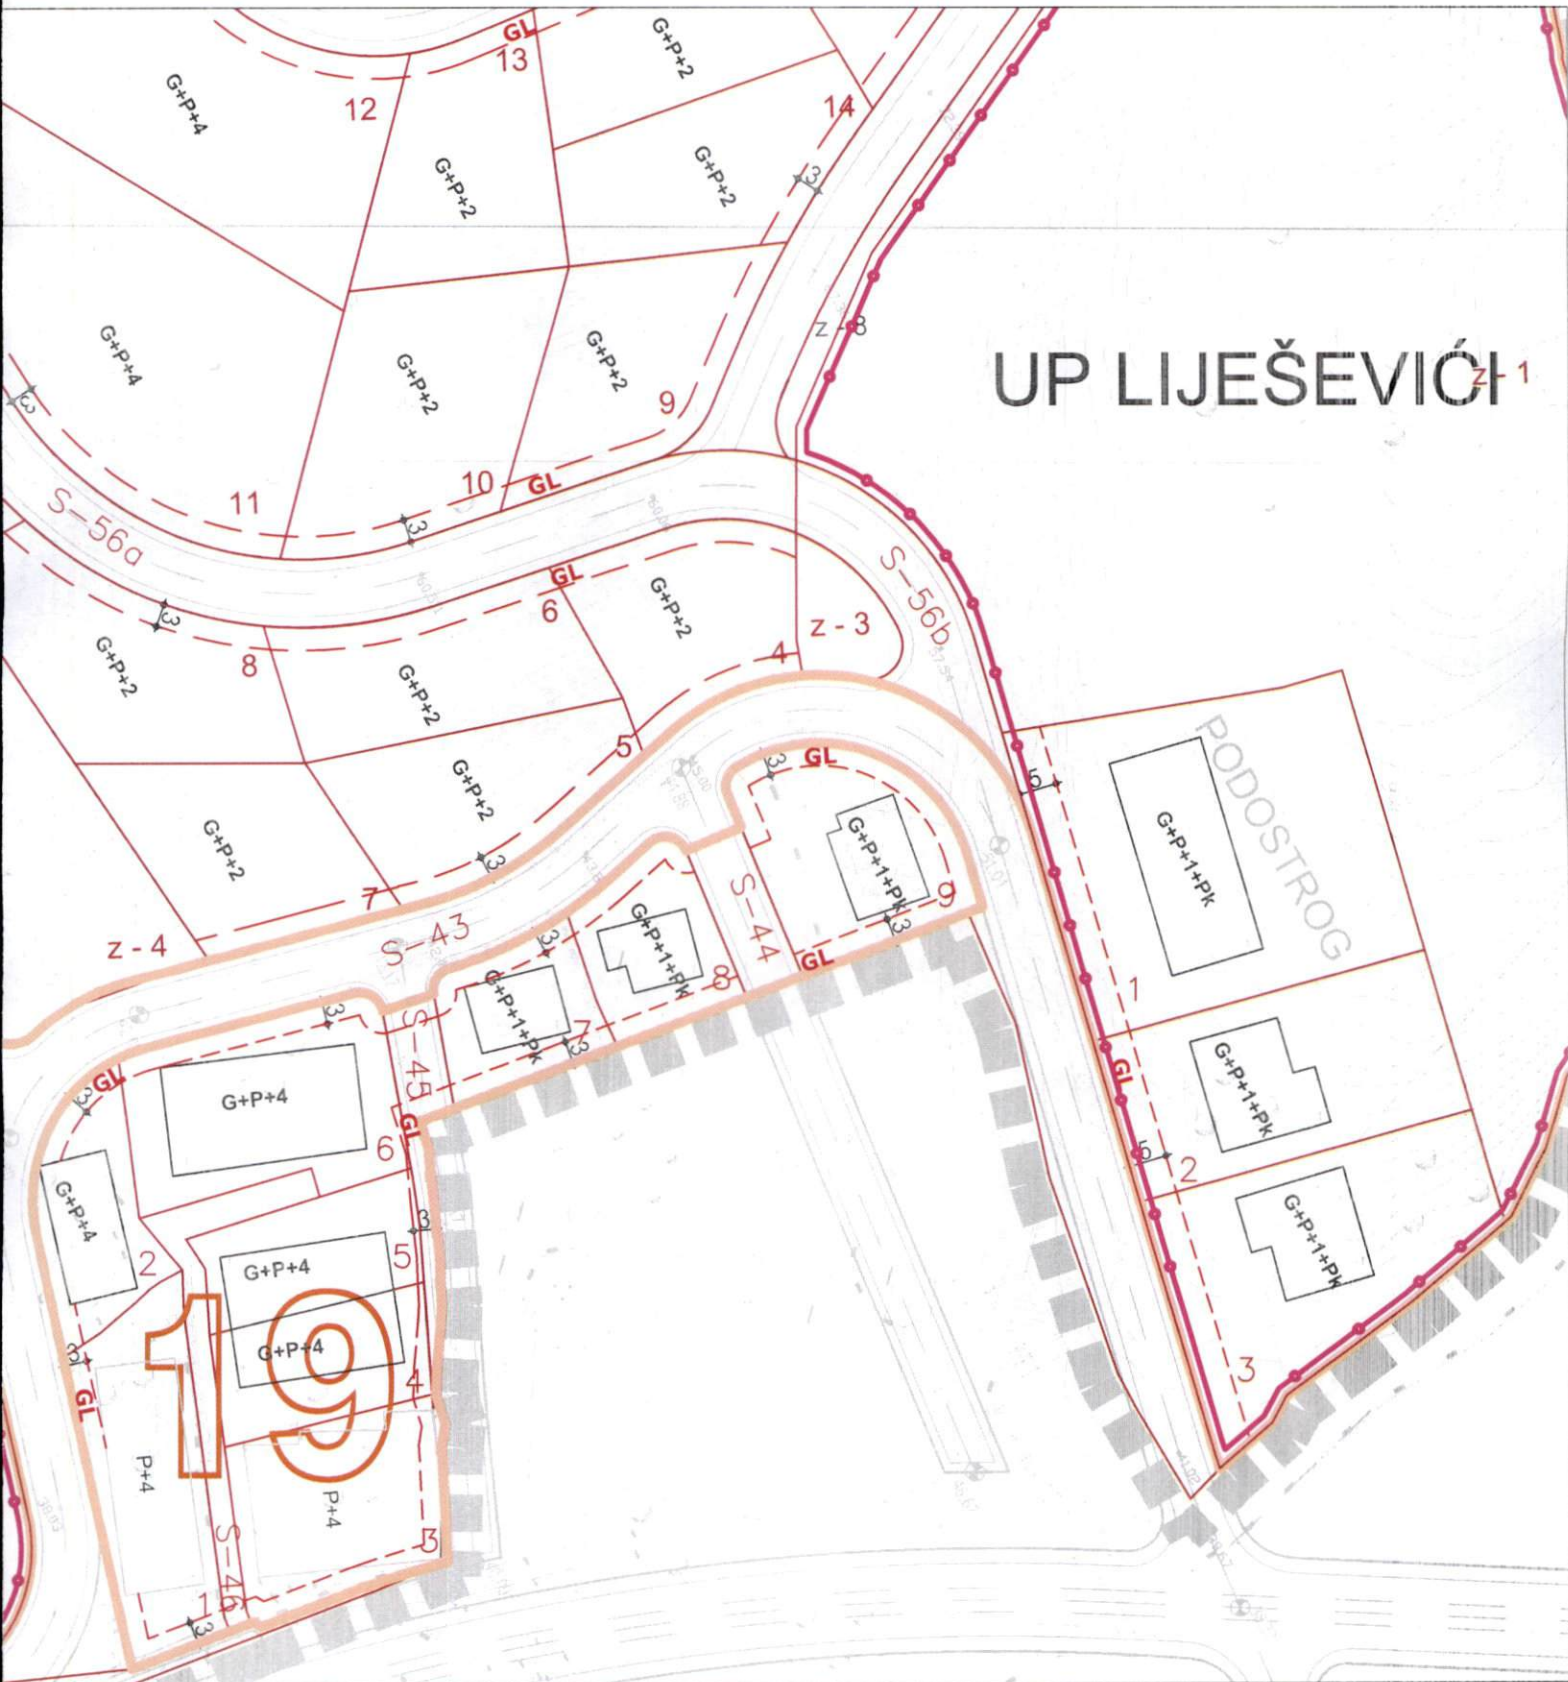 GL
13
G+P+2
12
14
G+P+4
G+P+2
G+P+2
3
z - 3
UP LIJEŠEVIĆI
z - 1
G+P+4
G+P+2
G+P+2
3
9
10
GL
11
3
S-56a
S-56b
GL
6
G+P+2
3
z - 3
4
G+P+2
8
G+P+2
5
PODOSTROG
3
GL
5
G+P+2
G+P+2
3
G+P+1+PK
G+P+1+PK
7
9
z - 4
S-43
S-44
3
3
G+P+1+PK
GL
8
G+P+1+PK
1
3
7
3
S-45
GL
GL
3
G+P+4
GL
G+P+1+PK
6
5
2
G+P+4
3
G+P+1+PK
5
2
G+P+4
19
G+P+4
3
4
3
GL
P+4
P+4
3
S-46
1
3